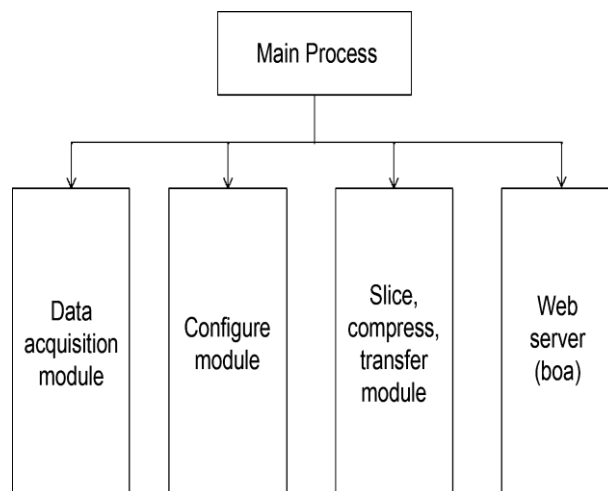 Main Process
Data
acquisition
module
Configure
module
Slice,
compress,
transfer
module
Web
server
(boa)